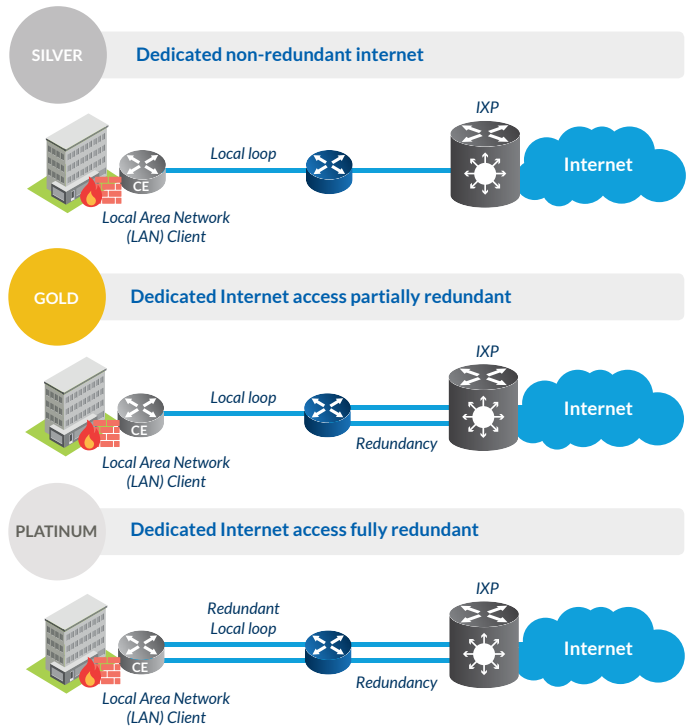 SILVER
Dedicated non-redundant internet
IXP
Local loop
Internet
CE
Local Area Network
(LAN) Client
GOLD
Dedicated Internet access partially redundant
IXP
Local loop
Internet
CE
Redundancy
Local Area Network
(LAN) Client
PLATINUM
Dedicated Internet access fully redundant
IXP
Redundant
Local loop
Internet
CE
Redundancy
Local Area Network
(LAN) Client